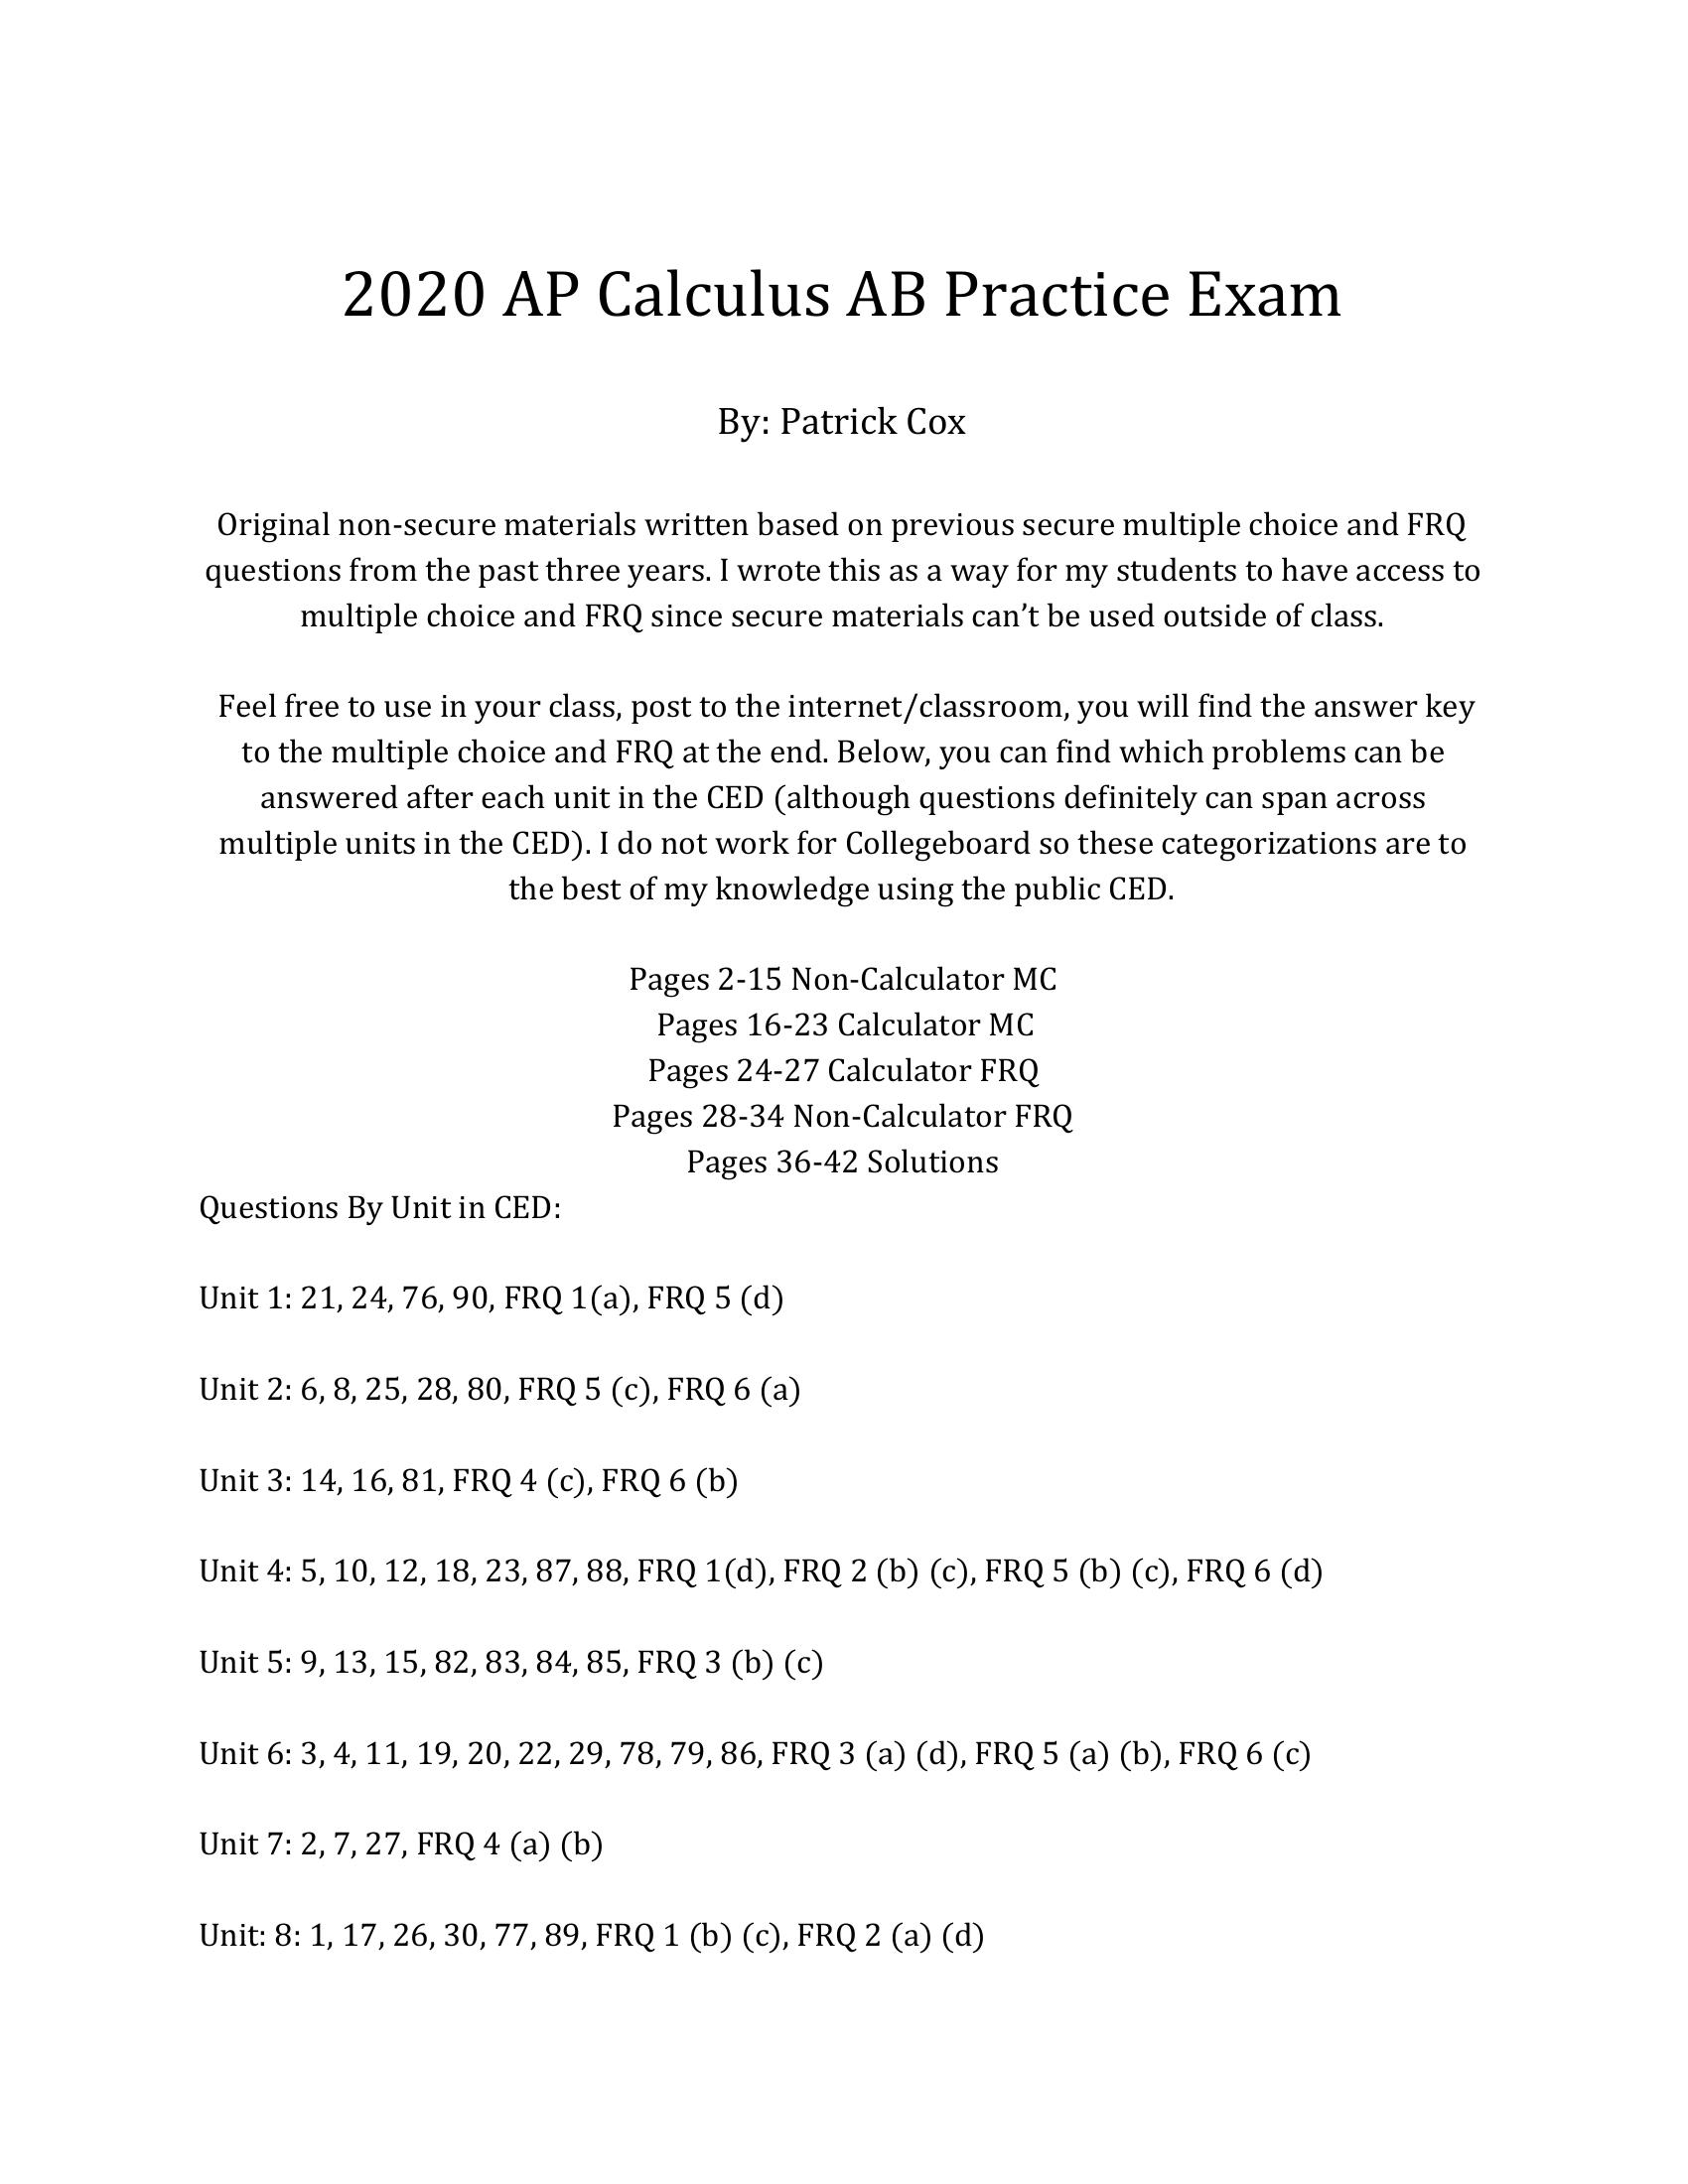 2020 AP Calculus AB Practice Exam
By: Patrick Cox
Original non-secure materials written based on previous secure multiple choice and FRQ
questions from the past three years. I wrote this as a way for my students to have access to
multiple choice and FRQ since secure materials can’t be used outside of class.
Feel free to use in your class, post to the internet/classroom, you will find the answer key
to the multiple choice and FRQ at the end. Below, you can find which problems can be
answered after each unit in the CED (although questions definitely can span across
multiple units in the CED). I do not work for Collegeboard so these categorizations are to
the best of my knowledge using the public CED.
Pages 2-15 Non-Calculator MC
Pages 16-23 Calculator MC
Pages 24-27 Calculator FRQ
Pages 28-34 Non-Calculator FRQ
Pages 36-42 Solutions
Questions By Unit in CED:
Unit 1: 21, 24, 76, 90, FRQ 1(a), FRQ 5 (d)
Unit 2: 6, 8, 25, 28, 80, FRQ 5 (c), FRQ 6 (a)
Unit 3: 14, 16, 81, FRQ 4 (c), FRQ 6 (b)
Unit 4: 5, 10, 12, 18, 23, 87, 88, FRQ 1(d), FRQ 2 (b) (c), FRQ 5 (b) (c), FRQ 6 (d)
Unit 5: 9, 13, 15, 82, 83, 84, 85, FRQ 3 (b) (c)
Unit 6: 3, 4, 11, 19, 20, 22, 29, 78, 79, 86, FRQ 3 (a) (d), FRQ 5 (a) (b), FRQ 6 (c)
Unit 7: 2, 7, 27, FRQ 4 (a) (b)
Unit: 8: 1, 17, 26, 30, 77, 89, FRQ 1 (b) (c), FRQ 2 (a) (d)